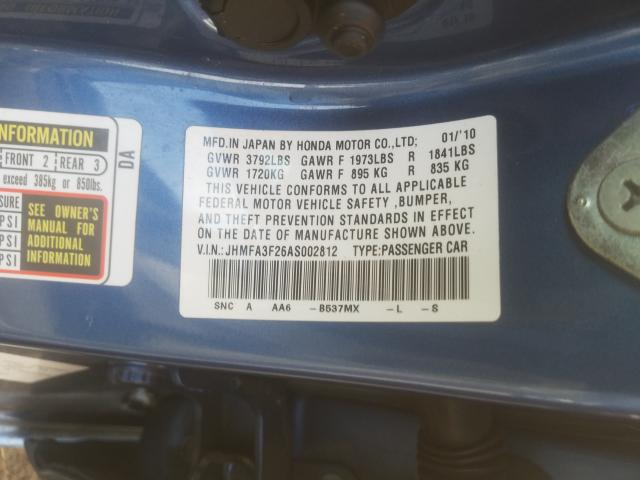 NFORMATION
FRONT 2 REAR 3
exceed 385kg or 850lbs.
SURE
PSI
PSI
PSI
SEE OWNER'S
MANUAL FOR
ADDITIONAL
INFORMATION
DA
MFD.IN JAPAN BY HONDA MOTOR CO.,LTD; 01/'10
GVWR 3792LBS GAWR F 1973LBS R 1841LBS
GVWR 1720KG GAWR F 895 KG R 835 KG
THIS VEHICLE CONFORMS TO ALL APPLICABLE
FEDERAL MOTOR VEHICLE SAFETY ,BUMPER,
AND THEFT PREVENTION STANDARDS IN EFFECT
ON THE DATE OF MANUFACTURE SHOWN ABOVE.
V.I.N.: JHMFA3F26AS002812 TYPE:PASSENGER CAR
SNC A AA6 -B537MX -L -S